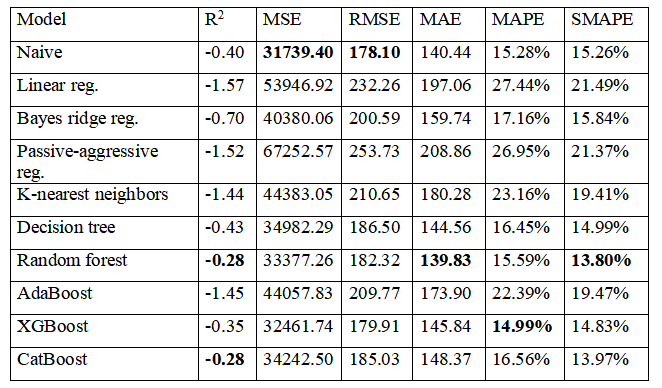 Model R² MSE RMSE MAE MAPE SMAPE
Naive -0.40 31739.40 178.10 140.44 15.28% 15.26%
Linear reg. -1.57 53946.92 232.26 197.06 27.44% 21.49%
Bayes ridge reg. -0.70 40380.06 200.59 159.74 17.16% 15.84%
Passive-aggressive -1.52 67252.57 253.73 208.86 26.95% 21.37%
reg.
K-nearest neighbors -1.44 44383.05 210.65 180.28 23.16% 19.41%
Decision tree -0.43 34982.29 186.50 144.56 16.45% 14.99%
Random forest -0.28 33377.26 182.32 139.83 15.59% 13.80%
AdaBoost -1.45 44057.83 209.77 173.90 22.39% 19.47%
XGBoost -0.35 32461.74 179.91 145.84 14.99% 14.83%
CatBoost -0.28 34242.50 185.03 148.37 16.56% 13.97%